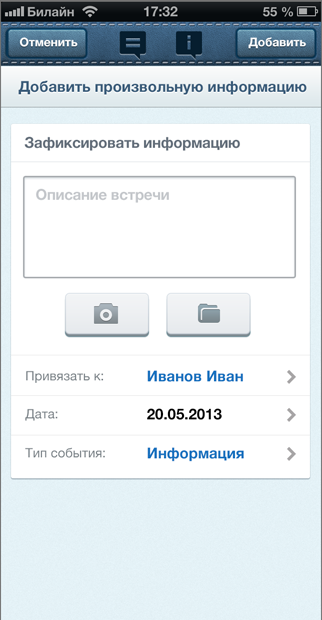 Билайн 17:32 55 %
Отменить Добавить
Добавить произвольную информацию
Зафиксировать информацию
Описание встречи
Привязать к: Иванов Иван
Дата: 20.05.2013
Тип события: Информация